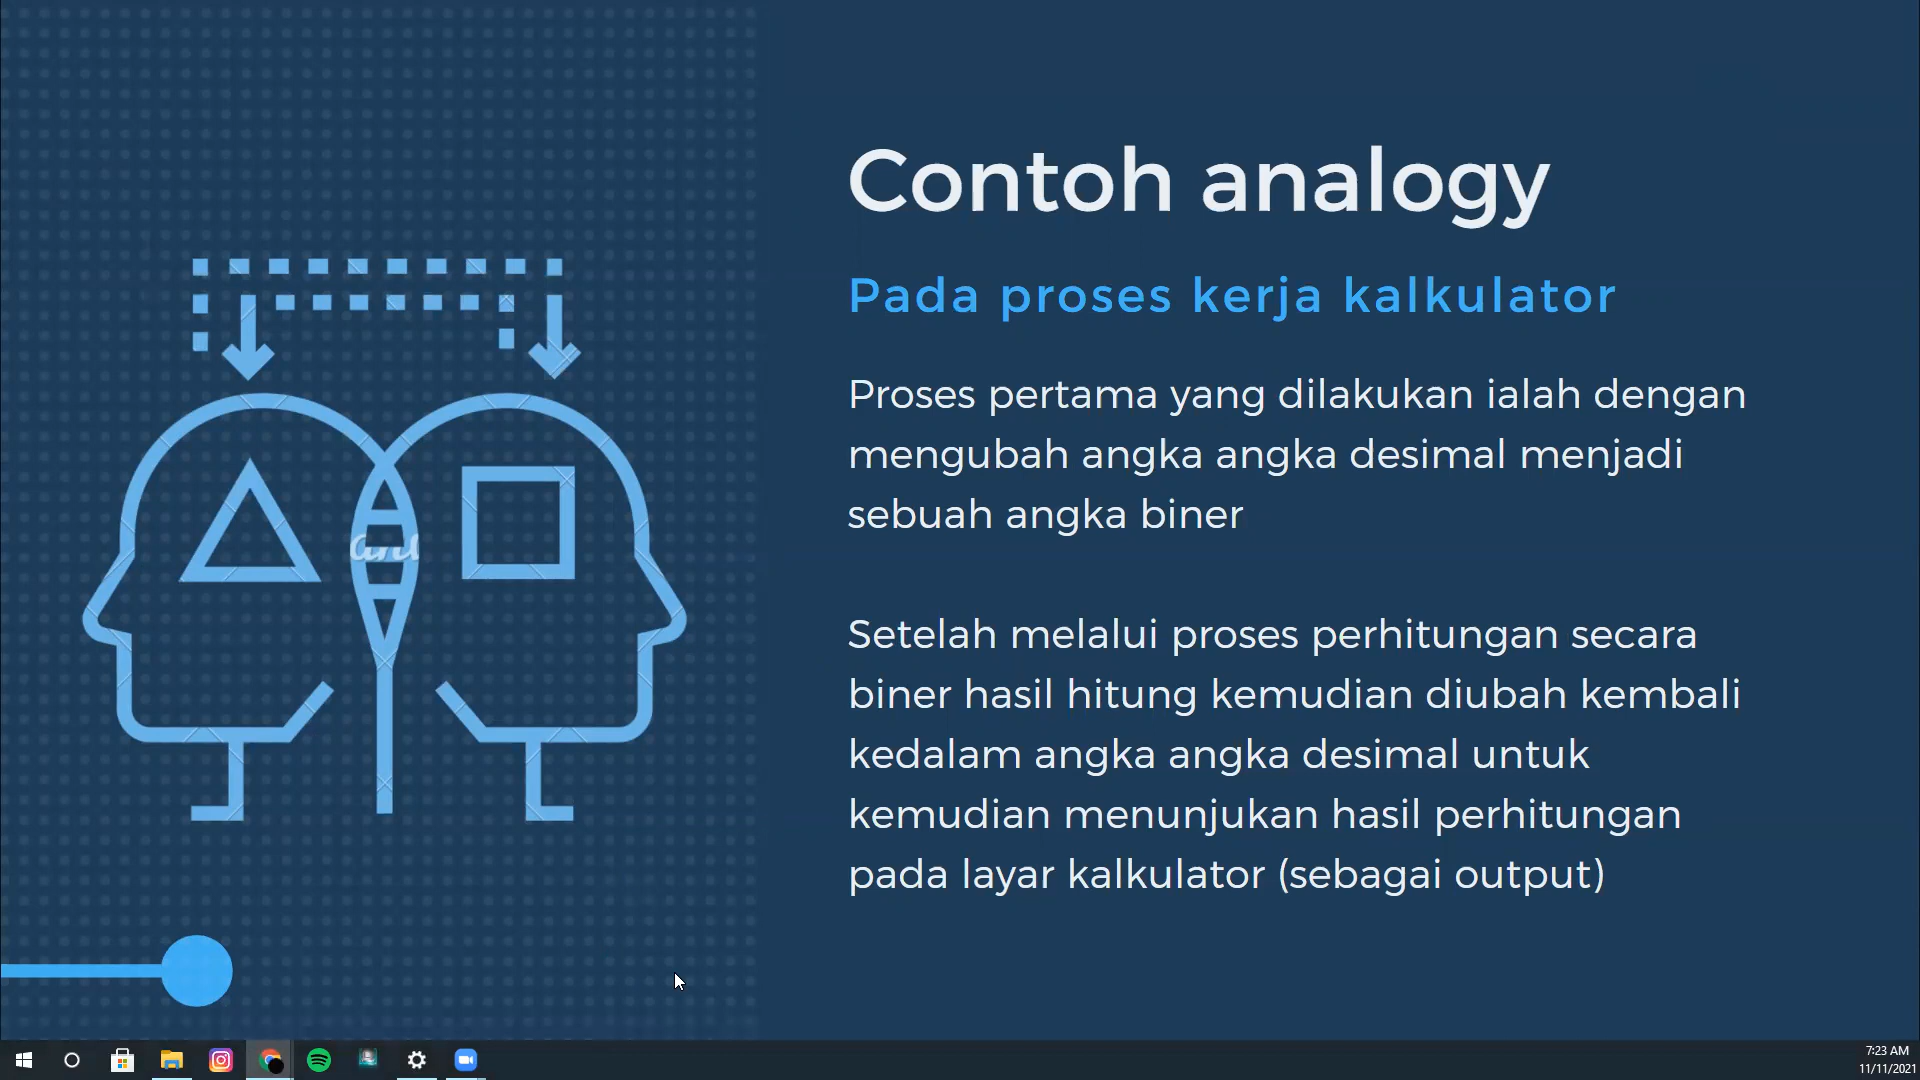 Contoh analogy
Pada proses kerja kalkulator
Proses pertama yang dilakukan ialah dengan
mengubah angka angka desimal menjadi
sebuah angka biner
Setelah melalui proses perhitungan secara
biner hasil hitung kemudian diubah kembali
kedalam angka angka desimal untuk
kemudian menunjukan hasil perhitungan
pada layar kalkulator (sebagai output)
7:23 AM
11/11/2021